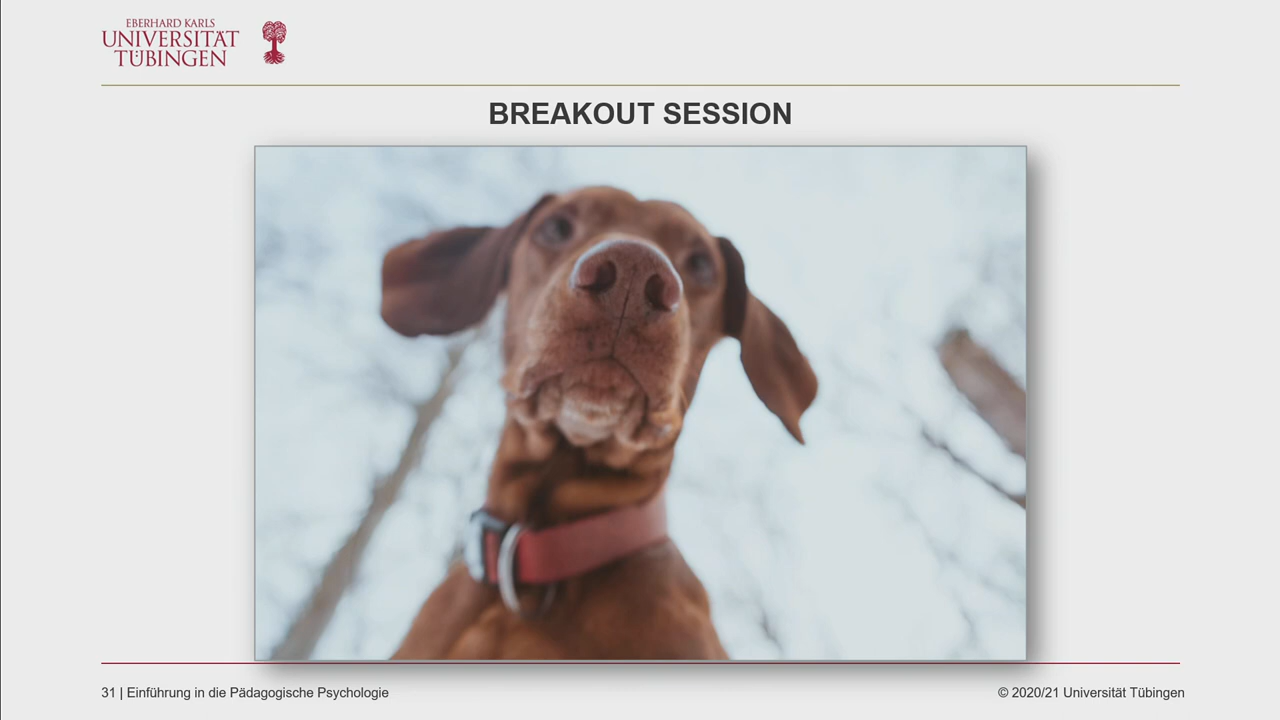 EBERHARD KARLS
UNIVERSITÄT
TÜBINGEN
BREAKOUT SESSION
31 | Einführung in die Pädagogische Psychologie
© 2020/21 Universität Tübingen